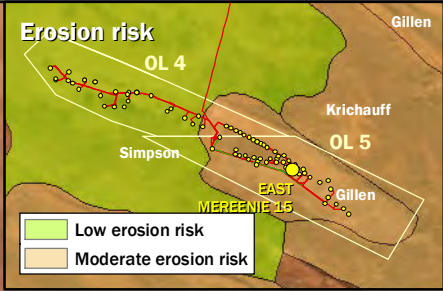 Erosion risk
Gillen
OL 4
Krichauff
OL 5
Simpson
EAST
MEREENIE 15
Gillen
Low erosion risk
Moderate erosion risk